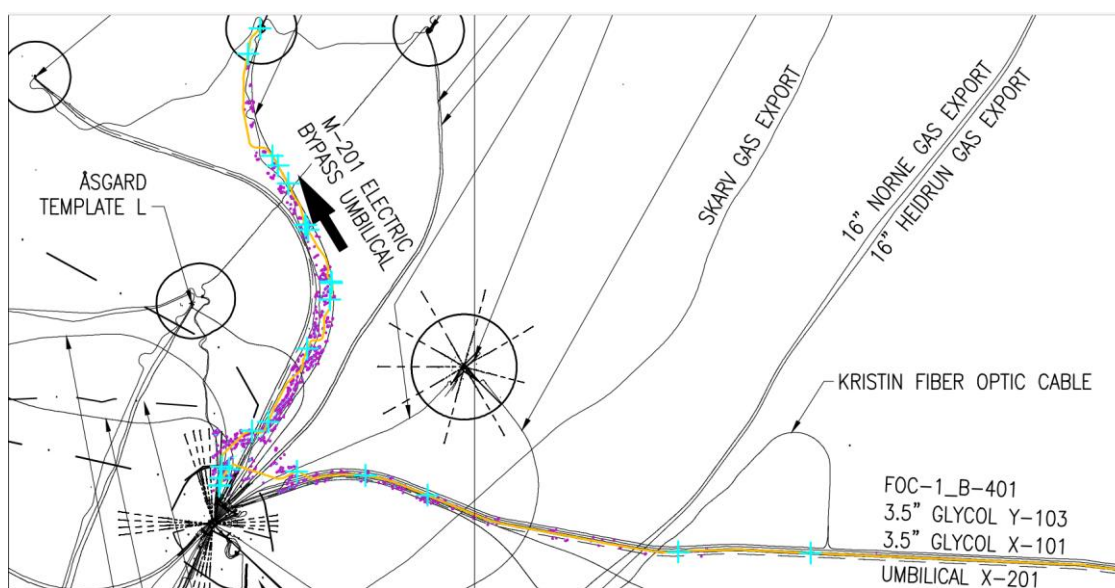 M-201 ELECTRIC
BYPASS UMBILICAL
ÅSGARD
TEMPLATE L
SKARV GAS EXPORT
16” NORNE GAS EXPORT
16” HEIDRUN GAS EXPORT
KRISTIN FIBER OPTIC CABLE
FOC-1_B-401
3.5” GLYCOL Y-103
3.5” GLYCOL X-101
UMBILICAL X-201